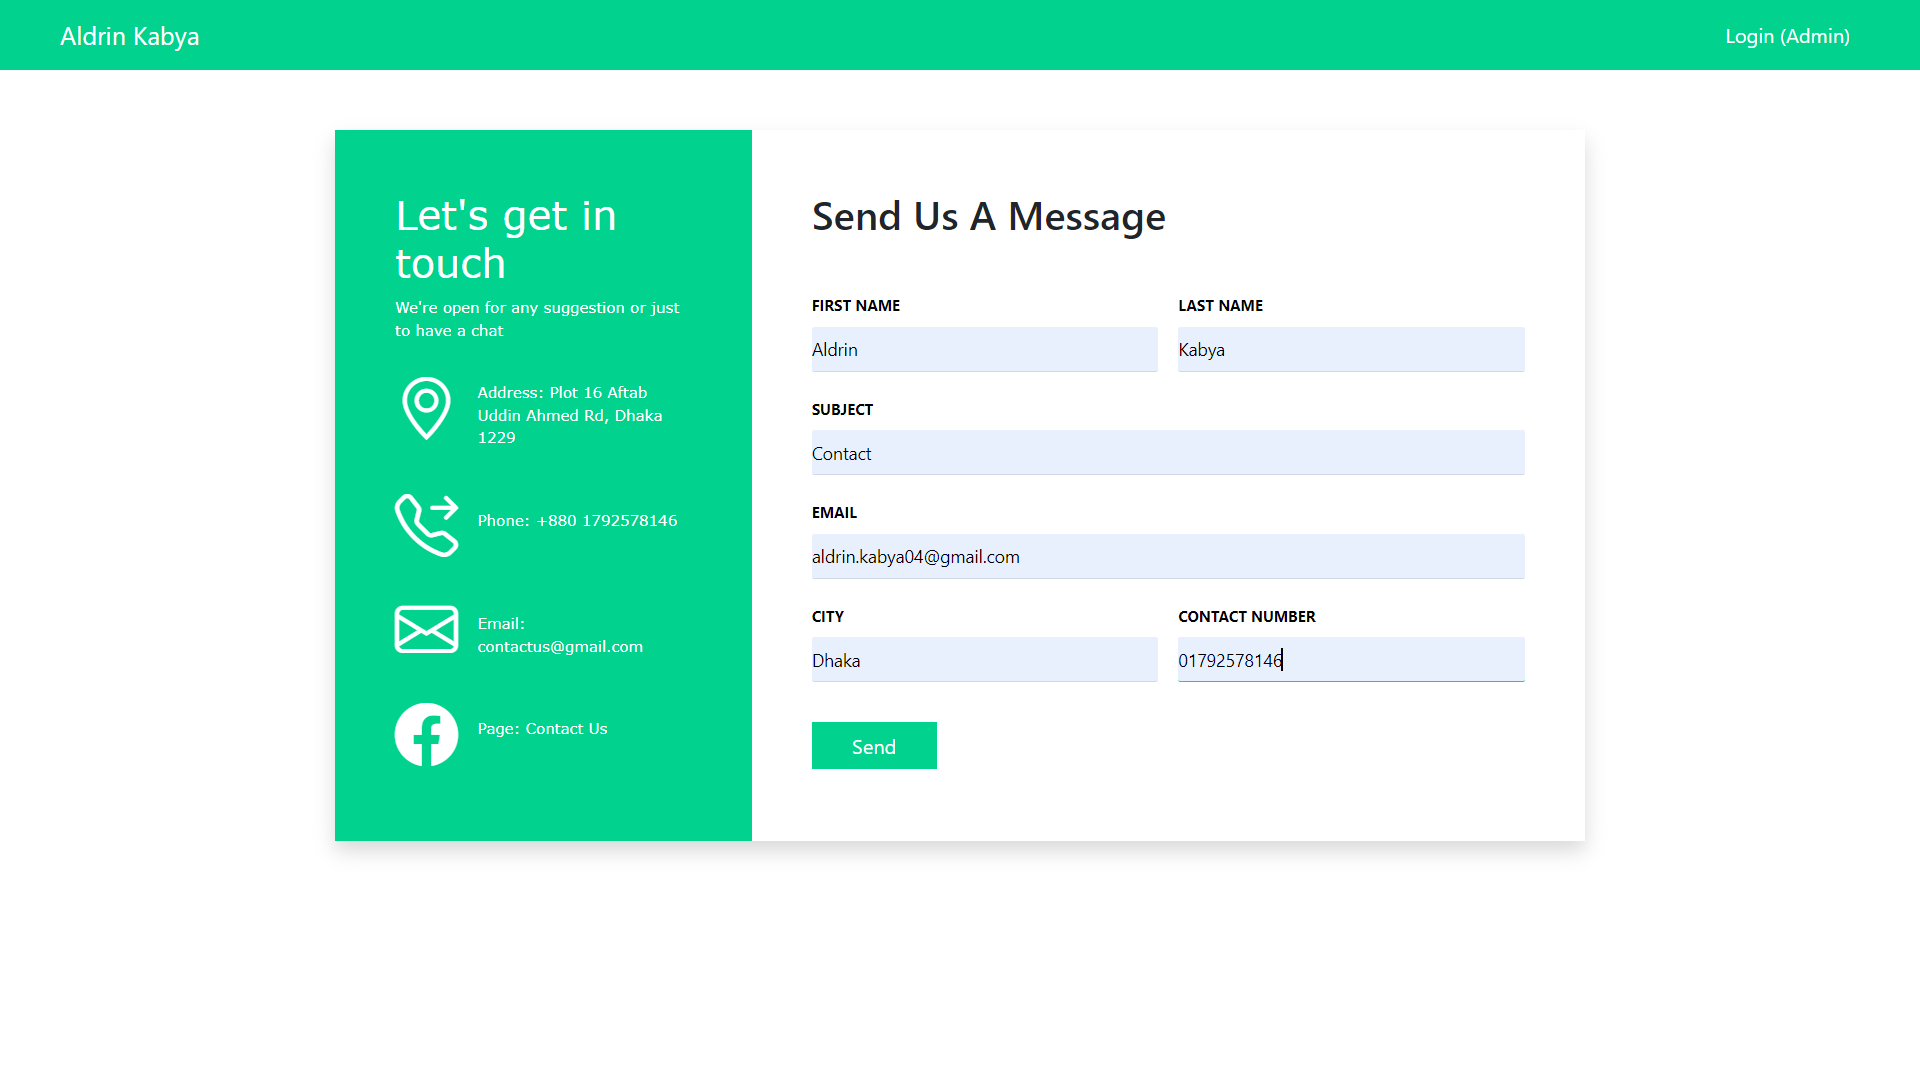 Aldrin Kabya
Login (Admin)
Let's get in
touch
We're open for any suggestion or just
to have a chat
Address: Plot 16 Aftab
Uddin Ahmed Rd, Dhaka
1229
Phone: +880 1792578146
Email:
contactus@gmail.com
Page: Contact Us
Send Us A Message
FIRST NAME
LAST NAME
Aldrin
Kabya
SUBJECT
Contact
EMAIL
aldrin.kabya04@gmail.com
CITY
CONTACT NUMBER
Dhaka
01792578146
Send